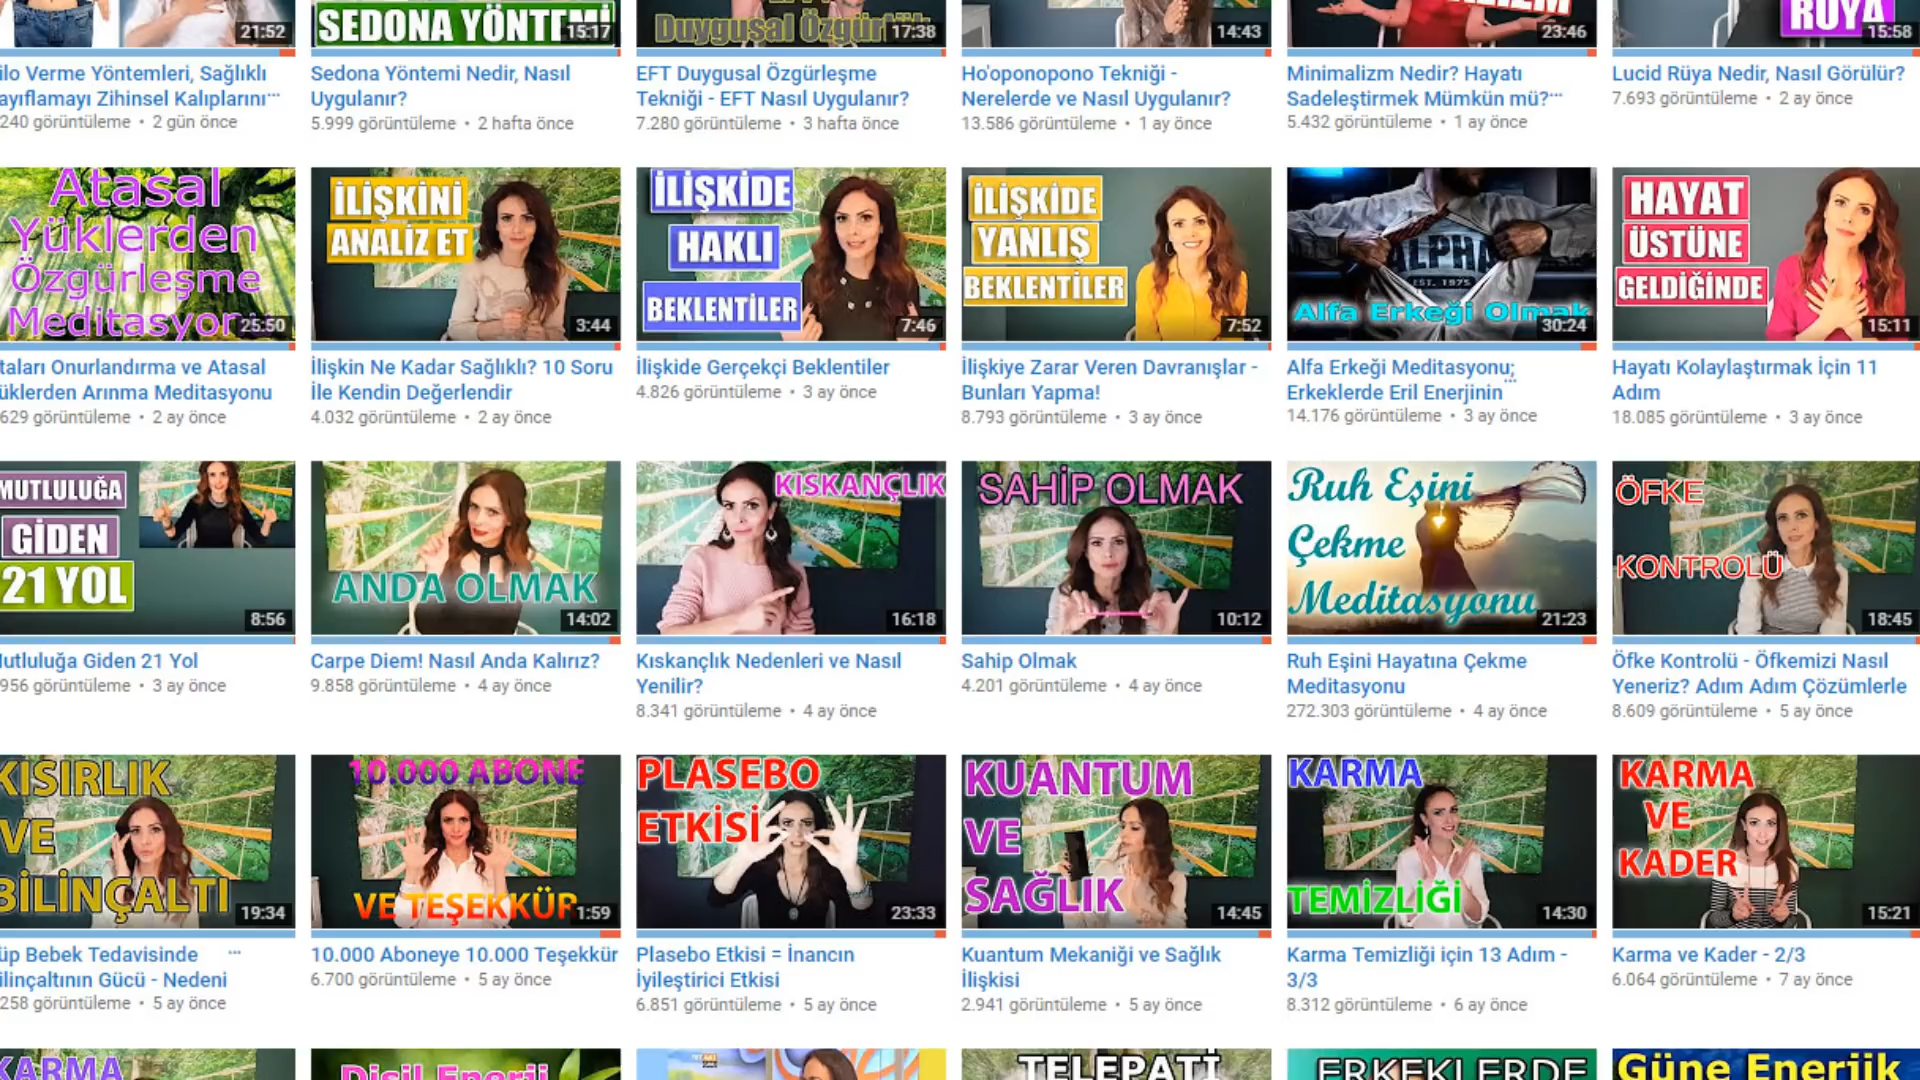 21:52
SEDONA YÖNTEMİ
15:17
Duygusal Özgür
17:38
14:43
23:46
RÜYA
15:58
ilo Verme Yöntemleri, Sağlıklı
ayıflamayı Zihinsel Kalıplarını...
240 görüntüleme • 2 gün önce
Sedona Yöntemi Nedir, Nasıl
Uygulanır?
5.999 görüntüleme • 2 hafta önce
EFT Duygusal Özgürleşme
Tekniği - EFT Nasıl Uygulanır?
7.280 görüntüleme • 3 hafta önce
Ho'oponopono Tekniği -
Nerelerde ve Nasıl Uygulanır?
13.586 görüntüleme • 1 ay önce
Minimalizm Nedir? Hayatı
Sadeleştirmek Mümkün mü?...
5.432 görüntüleme • 1 ay önce
Lucid Rüya Nedir, Nasıl Görülür?
7.693 görüntüleme • 2 ay önce
Atasal
Yüklerden
Özgürleşme
Meditasyon
25:50
İLİŞKİNİ
ANALİZ ET
3:44
İLİŞKİDE
HAKLI
BEKLENTİLER
7:46
İLİŞKİDE
YANLIŞ
BEKLENTİLER
7:52
ALPHA
EST. 1975
Alfa Erkeği Olmak
30:24
HAYAT
ÜSTÜNE
GELDİĞİNDE
15:11
taları Onurlandırma ve Atasal
üklerden Arınma Meditasyonu
629 görüntüleme • 2 ay önce
İlişkin Ne Kadar Sağlıklı? 10 Soru
İle Kendin Değerlendir
4.032 görüntüleme • 2 ay önce
İlişkide Gerçekçi Beklentiler
4.826 görüntüleme • 3 ay önce
İlişkiye Zarar Veren Davranışlar -
Bunları Yapma!
8.793 görüntüleme • 3 ay önce
Alfa Erkeği Meditasyonu;
Erkeklerde Eril Enerjinin...
14.176 görüntüleme • 3 ay önce
Hayatı Kolaylaştırmak İçin 11
Adım
18.085 görüntüleme • 3 ay önce
MUTLULUĞA
GİDEN
21 YOL
8:56
ANDA OLMAK
14:02
KISKANÇLIK
16:18
SAHİP OLMAK
10:12
Ruh Eşini
Çekme
Meditasyonu
21:23
ÖFKE
KONTROLÜ
18:45
utluluğa Giden 21 Yol
956 görüntüleme • 3 ay önce
Carpe Diem! Nasıl Anda Kalırız?
9.858 görüntüleme • 4 ay önce
Kıskançlık Nedenleri ve Nasıl
Yenilir?
8.341 görüntüleme • 4 ay önce
Sahip Olmak
4.201 görüntüleme • 4 ay önce
Ruh Eşini Hayatına Çekme
Meditasyonu
272.303 görüntüleme • 4 ay önce
Öfke Kontrolü - Öfkemizi Nasıl
Yeneriz? Adım Adım Çözümlerle
8.609 görüntüleme • 5 ay önce
KISIRLIK
VE
BİLİNÇALTI
19:34
10.000 ABONE
VE TEŞEKKÜR
1:59
PLASEBO
ETKİSİ
23:33
KUANTUM
VE
SAĞLIK
14:45
KARMA
TEMİZLİĞİ
14:30
KARMA
VE
KADER
15:21
üp Bebek Tedavisinde ...
ilinçaltının Gücü - Nedeni
258 görüntüleme • 5 ay önce
10.000 Aboneye 10.000 Teşekkür
6.700 görüntüleme • 5 ay önce
Plasebo Etkisi = İnancın
İyileştirici Etkisi
6.851 görüntüleme • 5 ay önce
Kuantum Mekaniği ve Sağlık
İlişkisi
2.941 görüntüleme • 5 ay önce
Karma Temizliği için 13 Adım -
3/3
8.312 görüntüleme • 6 ay önce
Karma ve Kader - 2/3
6.064 görüntüleme • 7 ay önce
KARMA
Dişil Enerji
TELEPATİ
ERKEKLERDE
Güne Enerjik